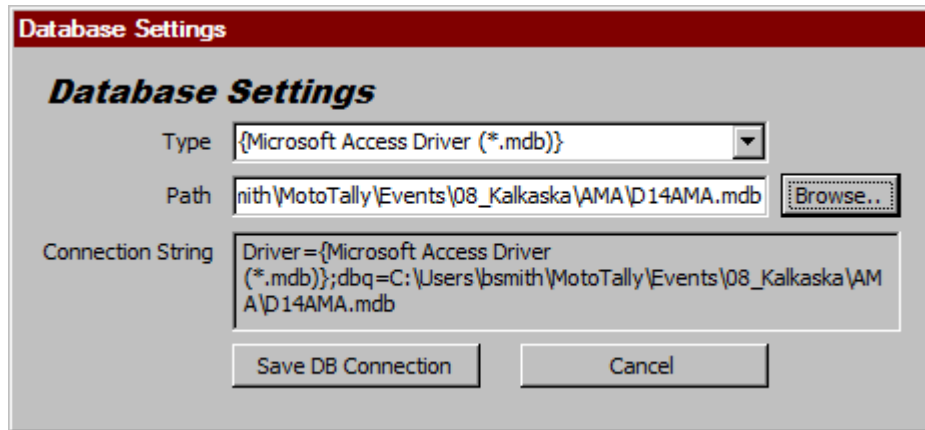 Database Settings
Database Settings
Type {Microsoft Access Driver (*.mdb)}
Path nith\MotoTally\Events\08_Kalkaska\AMA\D14AMA.mdb Browse..
Connection String Driver={Microsoft Access Driver
(*.mdb)};dbq=C:\Users\bsmith\MotoTally\Events\08_Kalkaska\AM
A\D14AMA.mdb
Save DB Connection Cancel